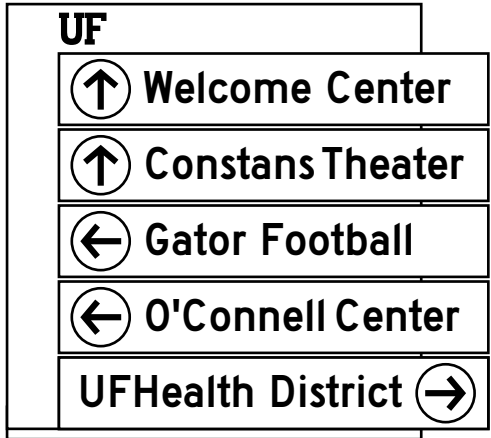 UF
Welcome Center
Constans Theater
Gator Football
O'Connell Center
UFHealth District